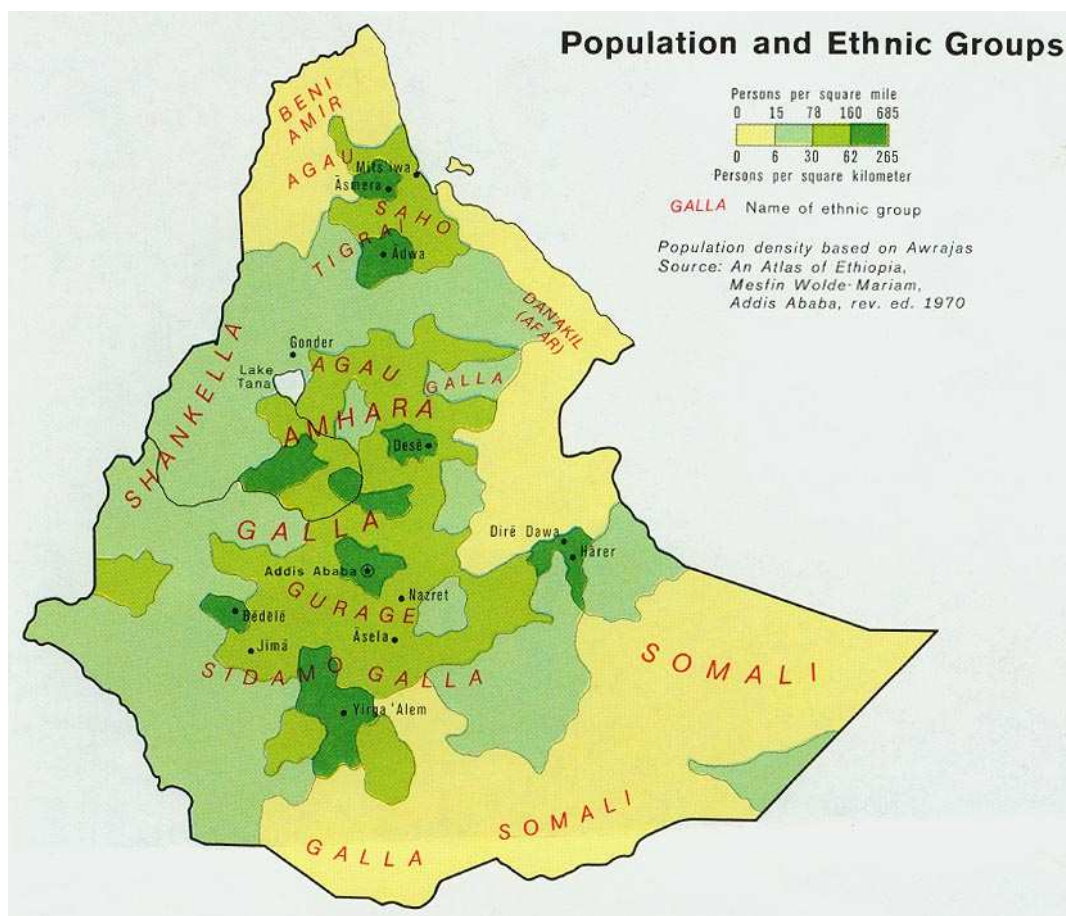 Population and Ethnic Groups
Persons per square mile
0 15 78 160 685
0 6 30 62 265
Persons per square kilometer
GALLA Name of ethnic group
Population density based on Awrajas
Source: An Atlas of Ethiopia,
Mesfin Wolde-Mariam,
Addis Ababa, rev. ed. 1970
BENI
AMIR
AGAU
Mits'iwa
Āsmera
SAHO
TIGRAI
Ādwa
DANAKIL
(AFAR)
SHANKELLA
Gonder
Lake
Tana
AGAU
GALLA
AMHARA
Desē
GALLA
Dirē Dawa
Hārer
Addis Ababa
Nazret
GURAGE
Bēdēlē
Āsela
Jīmā
SIDAMO GALLA
SOMALI
Yirga 'Alem
SOMALI
GALLA